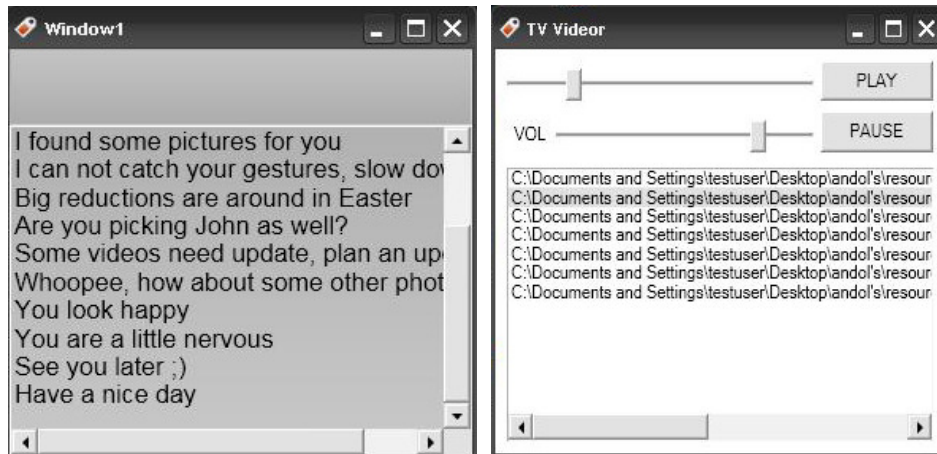 Window1
I found some pictures for you
I can not catch your gestures, slow dov
Big reductions are around in Easter
Are you picking John as well?
Some videos need update, plan an up
Whoopee, how about some other phot
You look happy
You are a little nervous
See you later ;)
Have a nice day
TV Videor
PLAY
VOL
PAUSE
C:\Documents and Settings\testuser\Desktop\andol's\resour
C:\Documents and Settings\testuser\Desktop\andol's\resour
C:\Documents and Settings\testuser\Desktop\andol's\resour
C:\Documents and Settings\testuser\Desktop\andol's\resour
C:\Documents and Settings\testuser\Desktop\andol's\resour
C:\Documents and Settings\testuser\Desktop\andol's\resour
C:\Documents and Settings\testuser\Desktop\andol's\resour